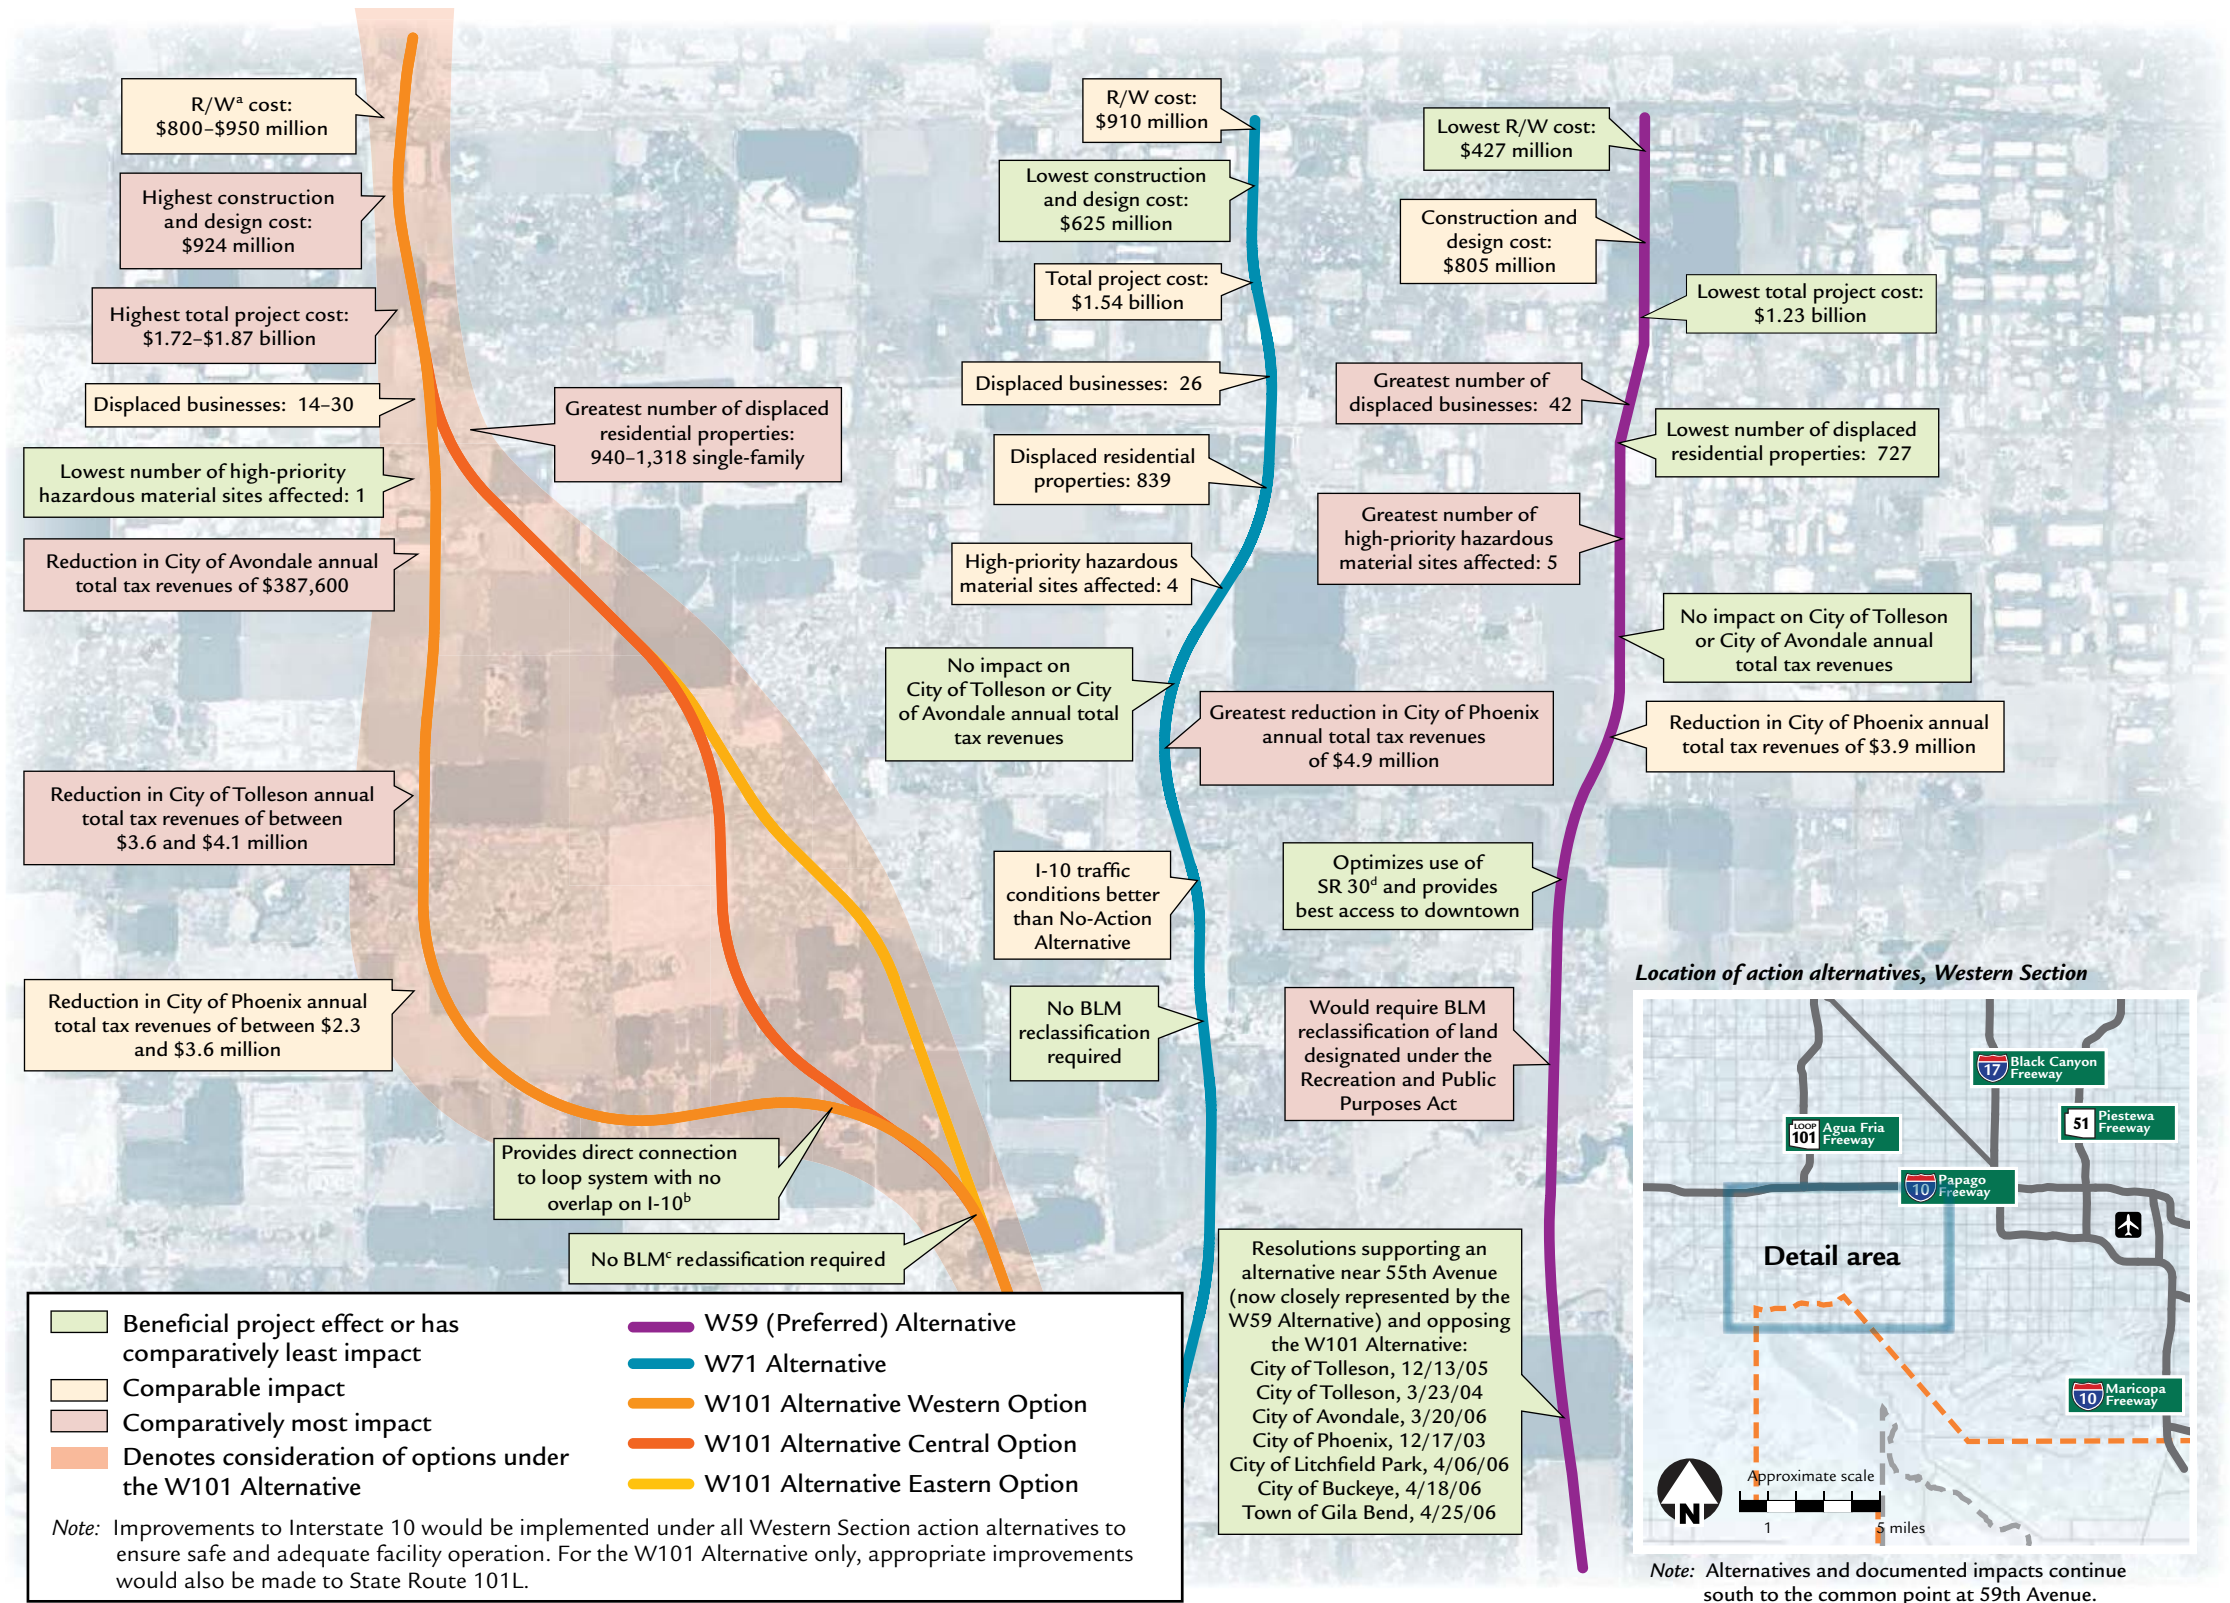 R/Wᵃ cost:
$800–$950 million
Highest construction
and design cost:
$924 million
Highest total project cost:
$1.72–$1.87 billion
Displaced businesses: 14–30
Lowest number of high-priority
hazardous material sites affected: 1
Reduction in City of Avondale annual
total tax revenues of $387,600
Reduction in City of Tolleson annual
total tax revenues of between
$3.6 and $4.1 million
Reduction in City of Phoenix annual
total tax revenues of between $2.3
and $3.6 million
Greatest number of displaced
residential properties:
940–1,318 single-family
Provides direct connection
to loop system with no
overlap on I-10ᵇ
No BLMᶜ reclassification required
R/W cost:
$910 million
Lowest construction
and design cost:
$625 million
Total project cost:
$1.54 billion
Displaced businesses: 26
Displaced residential
properties: 839
High-priority hazardous
material sites affected: 4
No impact on
City of Tolleson or City
of Avondale annual total
tax revenues
Greatest reduction in City of Phoenix
annual total tax revenues
of $4.9 million
I-10 traffic
conditions better
than No-Action
Alternative
No BLM
reclassification
required
Lowest R/W cost:
$427 million
Construction and
design cost:
$805 million
Lowest total project cost:
$1.23 billion
Greatest number of
displaced businesses: 42
Lowest number of displaced
residential properties: 727
Greatest number of
high-priority hazardous
material sites affected: 5
No impact on City of Tolleson
or City of Avondale annual
total tax revenues
Reduction in City of Phoenix annual
total tax revenues of $3.9 million
Optimizes use of
SR 30ᵈ and provides
best access to downtown
Would require BLM
reclassification of land
designated under the
Recreation and Public
Purposes Act
Resolutions supporting an
alternative near 55th Avenue
(now closely represented by the
W59 Alternative) and opposing
the W101 Alternative:
City of Tolleson, 12/13/05
City of Tolleson, 3/23/04
City of Avondale, 3/20/06
City of Phoenix, 12/17/03
City of Litchfield Park, 4/06/06
City of Buckeye, 4/18/06
Town of Gila Bend, 4/25/06
Beneficial project effect or has
comparatively least impact
Comparable impact
Comparatively most impact
Denotes consideration of options under
the W101 Alternative
W59 (Preferred) Alternative
W71 Alternative
W101 Alternative Western Option
W101 Alternative Central Option
W101 Alternative Eastern Option
Note: Improvements to Interstate 10 would be implemented under all Western Section action alternatives to
ensure safe and adequate facility operation. For the W101 Alternative only, appropriate improvements
would also be made to State Route 101L.
Location of action alternatives, Western Section
17 Black Canyon
Freeway
51 Piestewa
Freeway
LOOP
101 Agua Fria
Freeway
10 Papago
Freeway
Detail area
10 Maricopa
Freeway
N
Approximate scale
1 5 miles
Note: Alternatives and documented impacts continue
south to the common point at 59th Avenue.